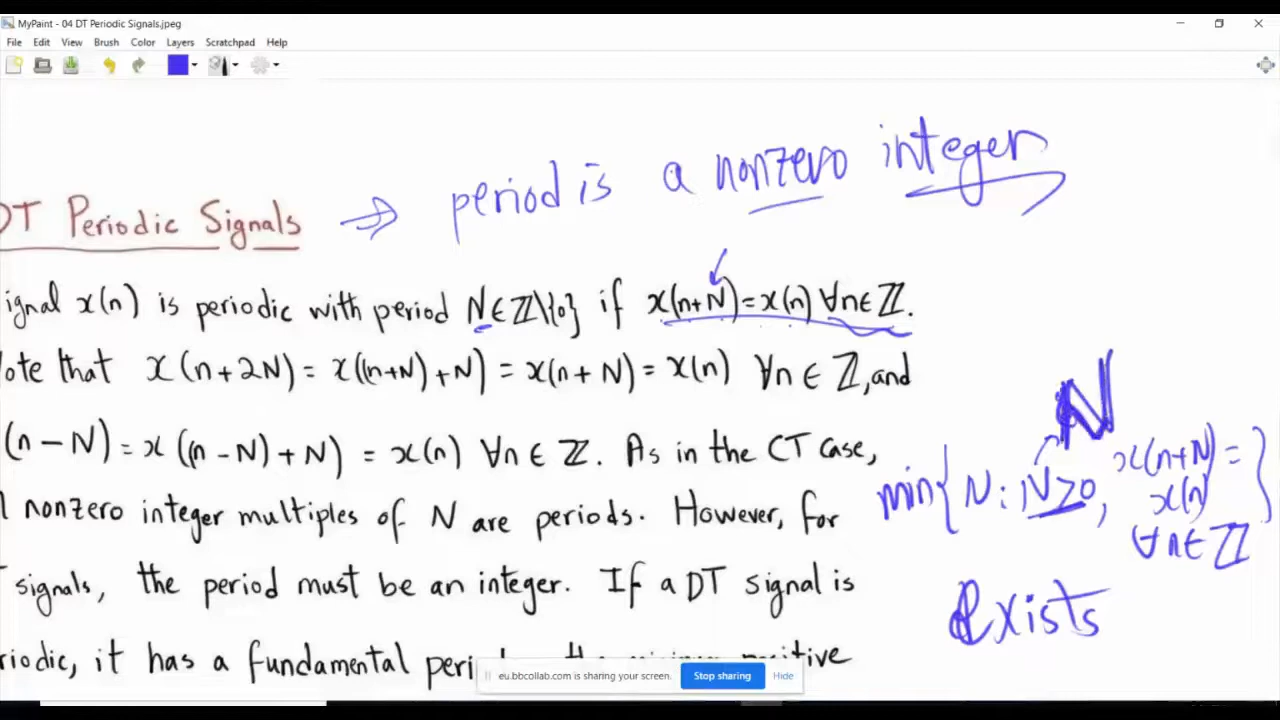 MyPaint - 04 DT Periodic Signals.jpeg
File Edit View Brush Color Layers Scratchpad Help
period is a nonzero integer
DT Periodic Signals ⇒
ignal x(n) is periodic with period N∈ℤ\{0} if x(n+N)=x(n) ∀n∈ℤ.
ote that x(n+2N)= x((n+N)+N)= x(n+N)= x(n) ∀n∈ℤ, and
(n-N)= x((n-N)+N)= x(n) ∀n∈ℤ. As in the CT case,
ℕ
min{N: N>0, x(n+N)= x(n) ∀n∈ℤ}
l nonzero integer multiples of N are periods. However, for
signals, the period must be an integer. If a DT signal is
exists
riodic, it has a fundamental peri
eu.bbcollab.com is sharing your screen. Stop sharing Hide